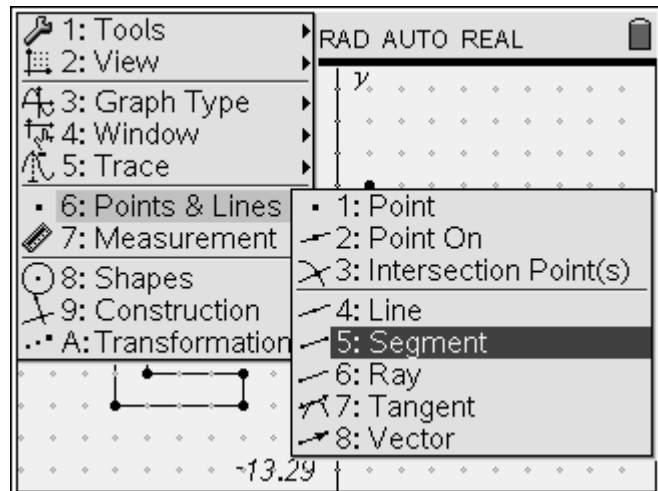 1: Tools
2: View
3: Graph Type
4: Window
5: Trace
6: Points & Lines
7: Measurement
8: Shapes
9: Construction
A: Transformation
RAD AUTO REAL
y
1: Point
2: Point On
3: Intersection Point(s)
4: Line
5: Segment
6: Ray
7: Tangent
8: Vector
-13.29